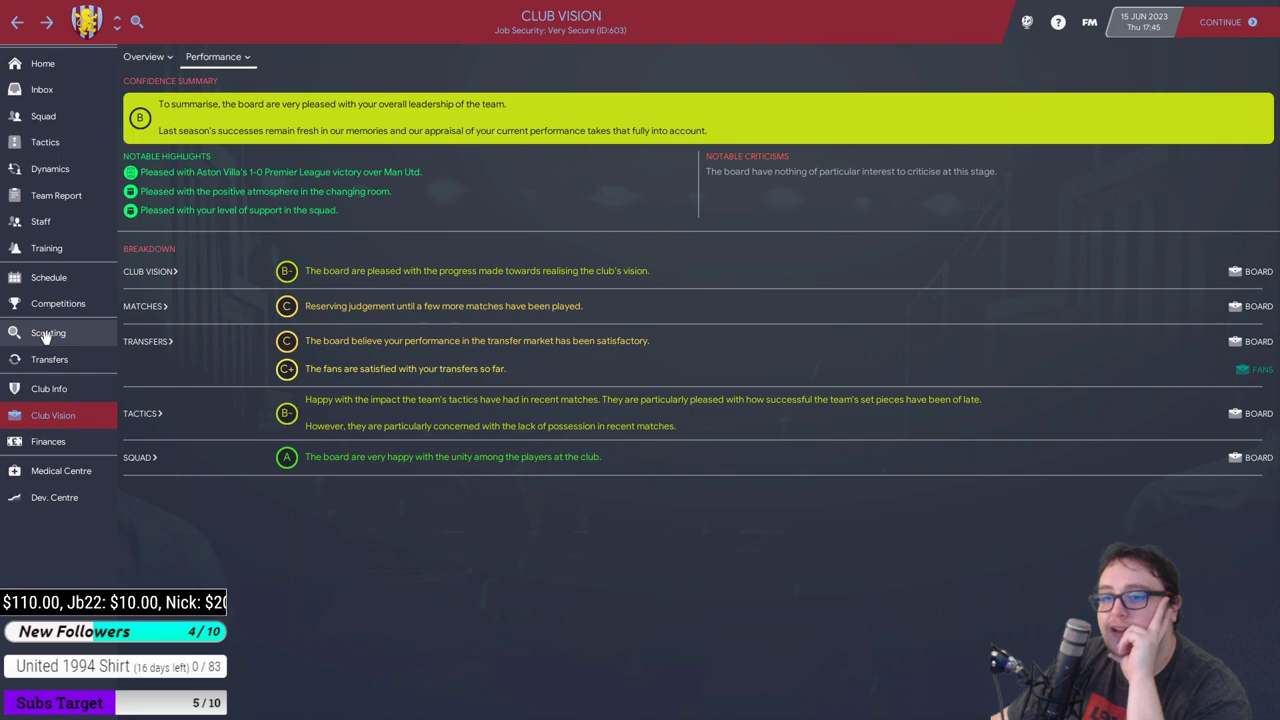 CLUB VISION
Job Security: Very Secure (ID:603)
?
FM
15 JUN 2023
Thu 17:45
CONTINUE
Home
Inbox
Squad
Tactics
Dynamics
Team Report
Staff
Training
Schedule
Competitions
Scouting
Transfers
Club Info
Club Vision
Finances
Medical Centre
Dev. Centre
Overview
Performance
CONFIDENCE SUMMARY
B
To summarise, the board are very pleased with your overall leadership of the team.
Last season's successes remain fresh in our memories and our appraisal of your current performance takes that fully into account.
NOTABLE HIGHLIGHTS
Pleased with Aston Villa's 1-0 Premier League victory over Man Utd.
Pleased with the positive atmosphere in the changing room.
Pleased with your level of support in the squad.
NOTABLE CRITICISMS
The board have nothing of particular interest to criticise at this stage.
BREAKDOWN
CLUB VISION> B- The board are pleased with the progress made towards realising the club's vision. BOARD
MATCHES> C Reserving judgement until a few more matches have been played. BOARD
TRANSFERS> C The board believe your performance in the transfer market has been satisfactory. BOARD
C+ The fans are satisfied with your transfers so far. FANS
TACTICS> B- Happy with the impact the team's tactics have had in recent matches. They are particularly pleased with how successful the team's set pieces have been of late. BOARD
However, they are particularly concerned with the lack of possession in recent matches.
SQUAD> A The board are very happy with the unity among the players at the club. BOARD
$110.00, Jb22: $10.00, Nick: $20
New Followers 4/10
United 1994 Shirt (16 days left) 0 / 83
Subs Target 5 / 10